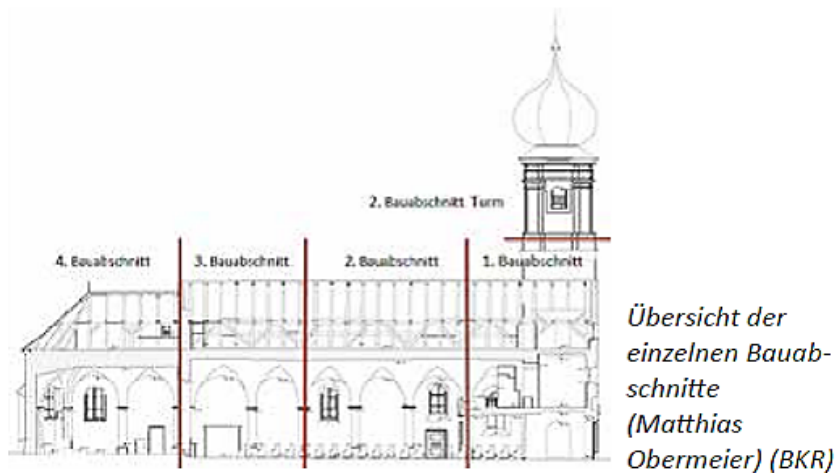 2. Bauabschnitt Turm
4. Bauabschnitt
3. Bauabschnitt
2. Bauabschnitt
1. Bauabschnitt
Übersicht der
einzelnen Bauab-
schnitte
(Matthias
Obermeier) (BKR)